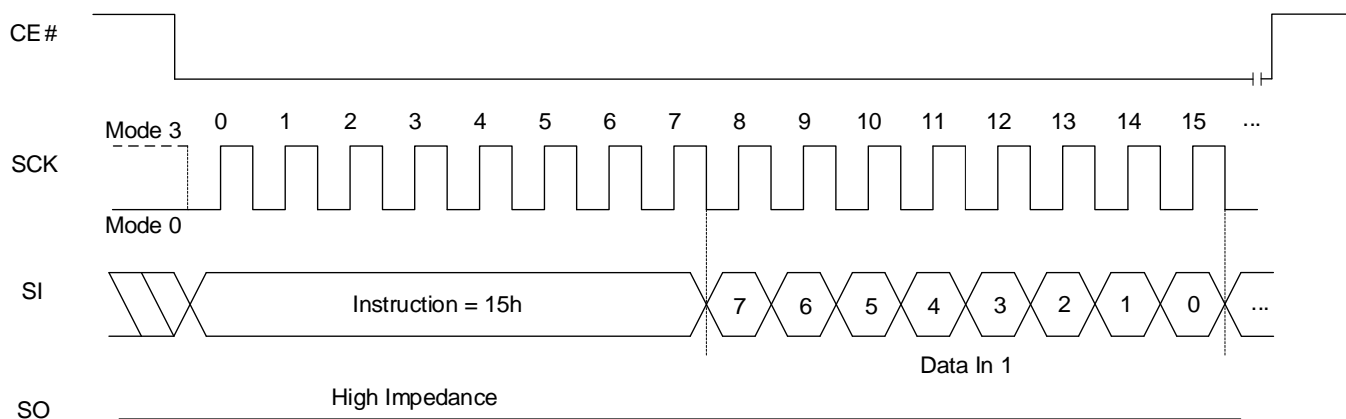 CE#
0 1 2 3 4 5 6 7 8 9 10 11 12 13 14 15 ...
Mode 3
SCK
Mode 0
SI
Instruction = 15h 7 6 5 4 3 2 1 0 ...
Data In 1
High Impedance
SO